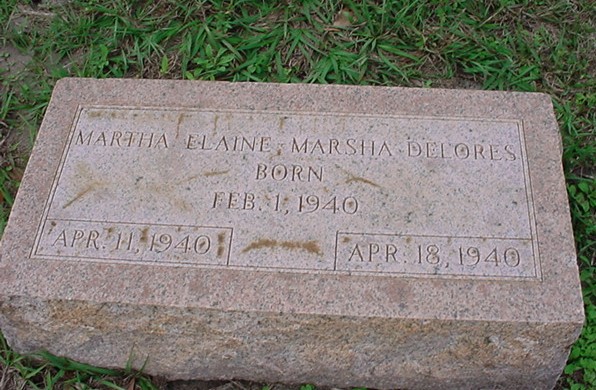 MARTHA ELAINE - MARSHA DELORES
BORN
FEB. 1, 1940
APR. 11, 1940 APR. 18, 1940